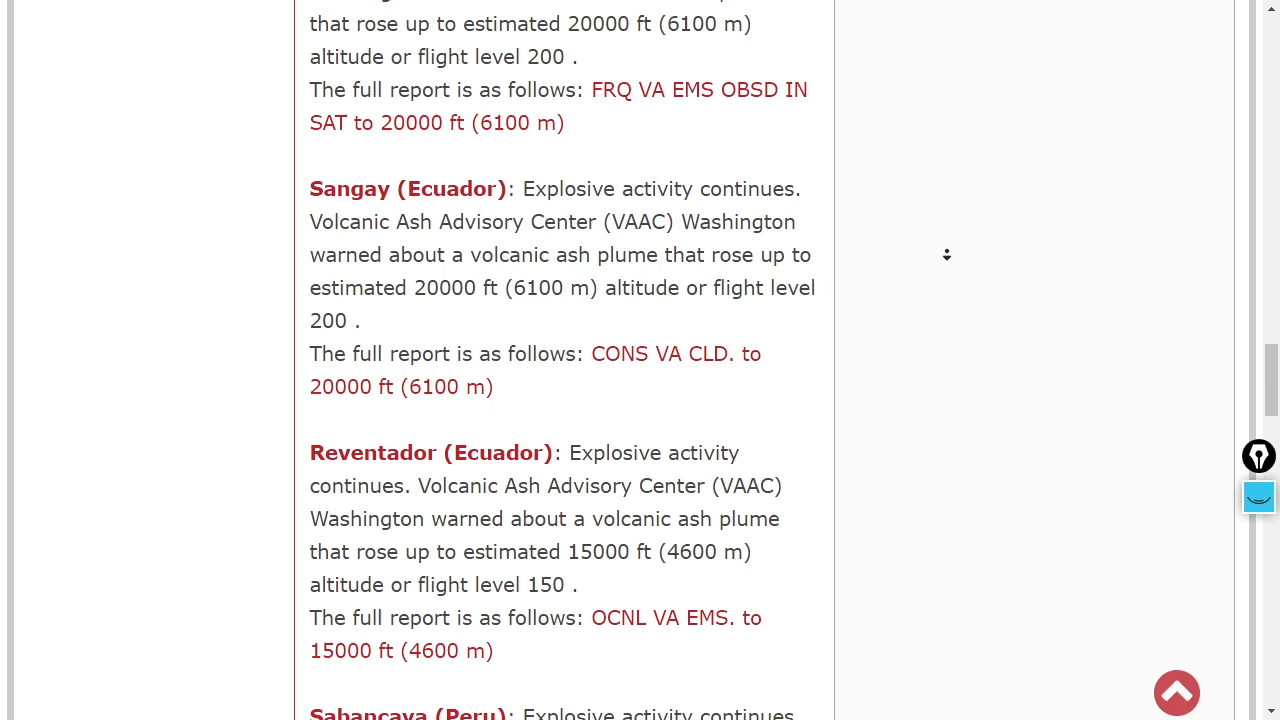 that rose up to estimated 20000 ft (6100 m)
altitude or flight level 200 .
The full report is as follows: FRQ VA EMS OBSD IN
SAT to 20000 ft (6100 m)
Sangay (Ecuador): Explosive activity continues.
Volcanic Ash Advisory Center (VAAC) Washington
warned about a volcanic ash plume that rose up to
estimated 20000 ft (6100 m) altitude or flight level
200 .
The full report is as follows: CONS VA CLD. to
20000 ft (6100 m)
Reventador (Ecuador): Explosive activity
continues. Volcanic Ash Advisory Center (VAAC)
Washington warned about a volcanic ash plume
that rose up to estimated 15000 ft (4600 m)
altitude or flight level 150 .
The full report is as follows: OCNL VA EMS. to
15000 ft (4600 m)
Sabancaya (Peru): Explosive activity continues.